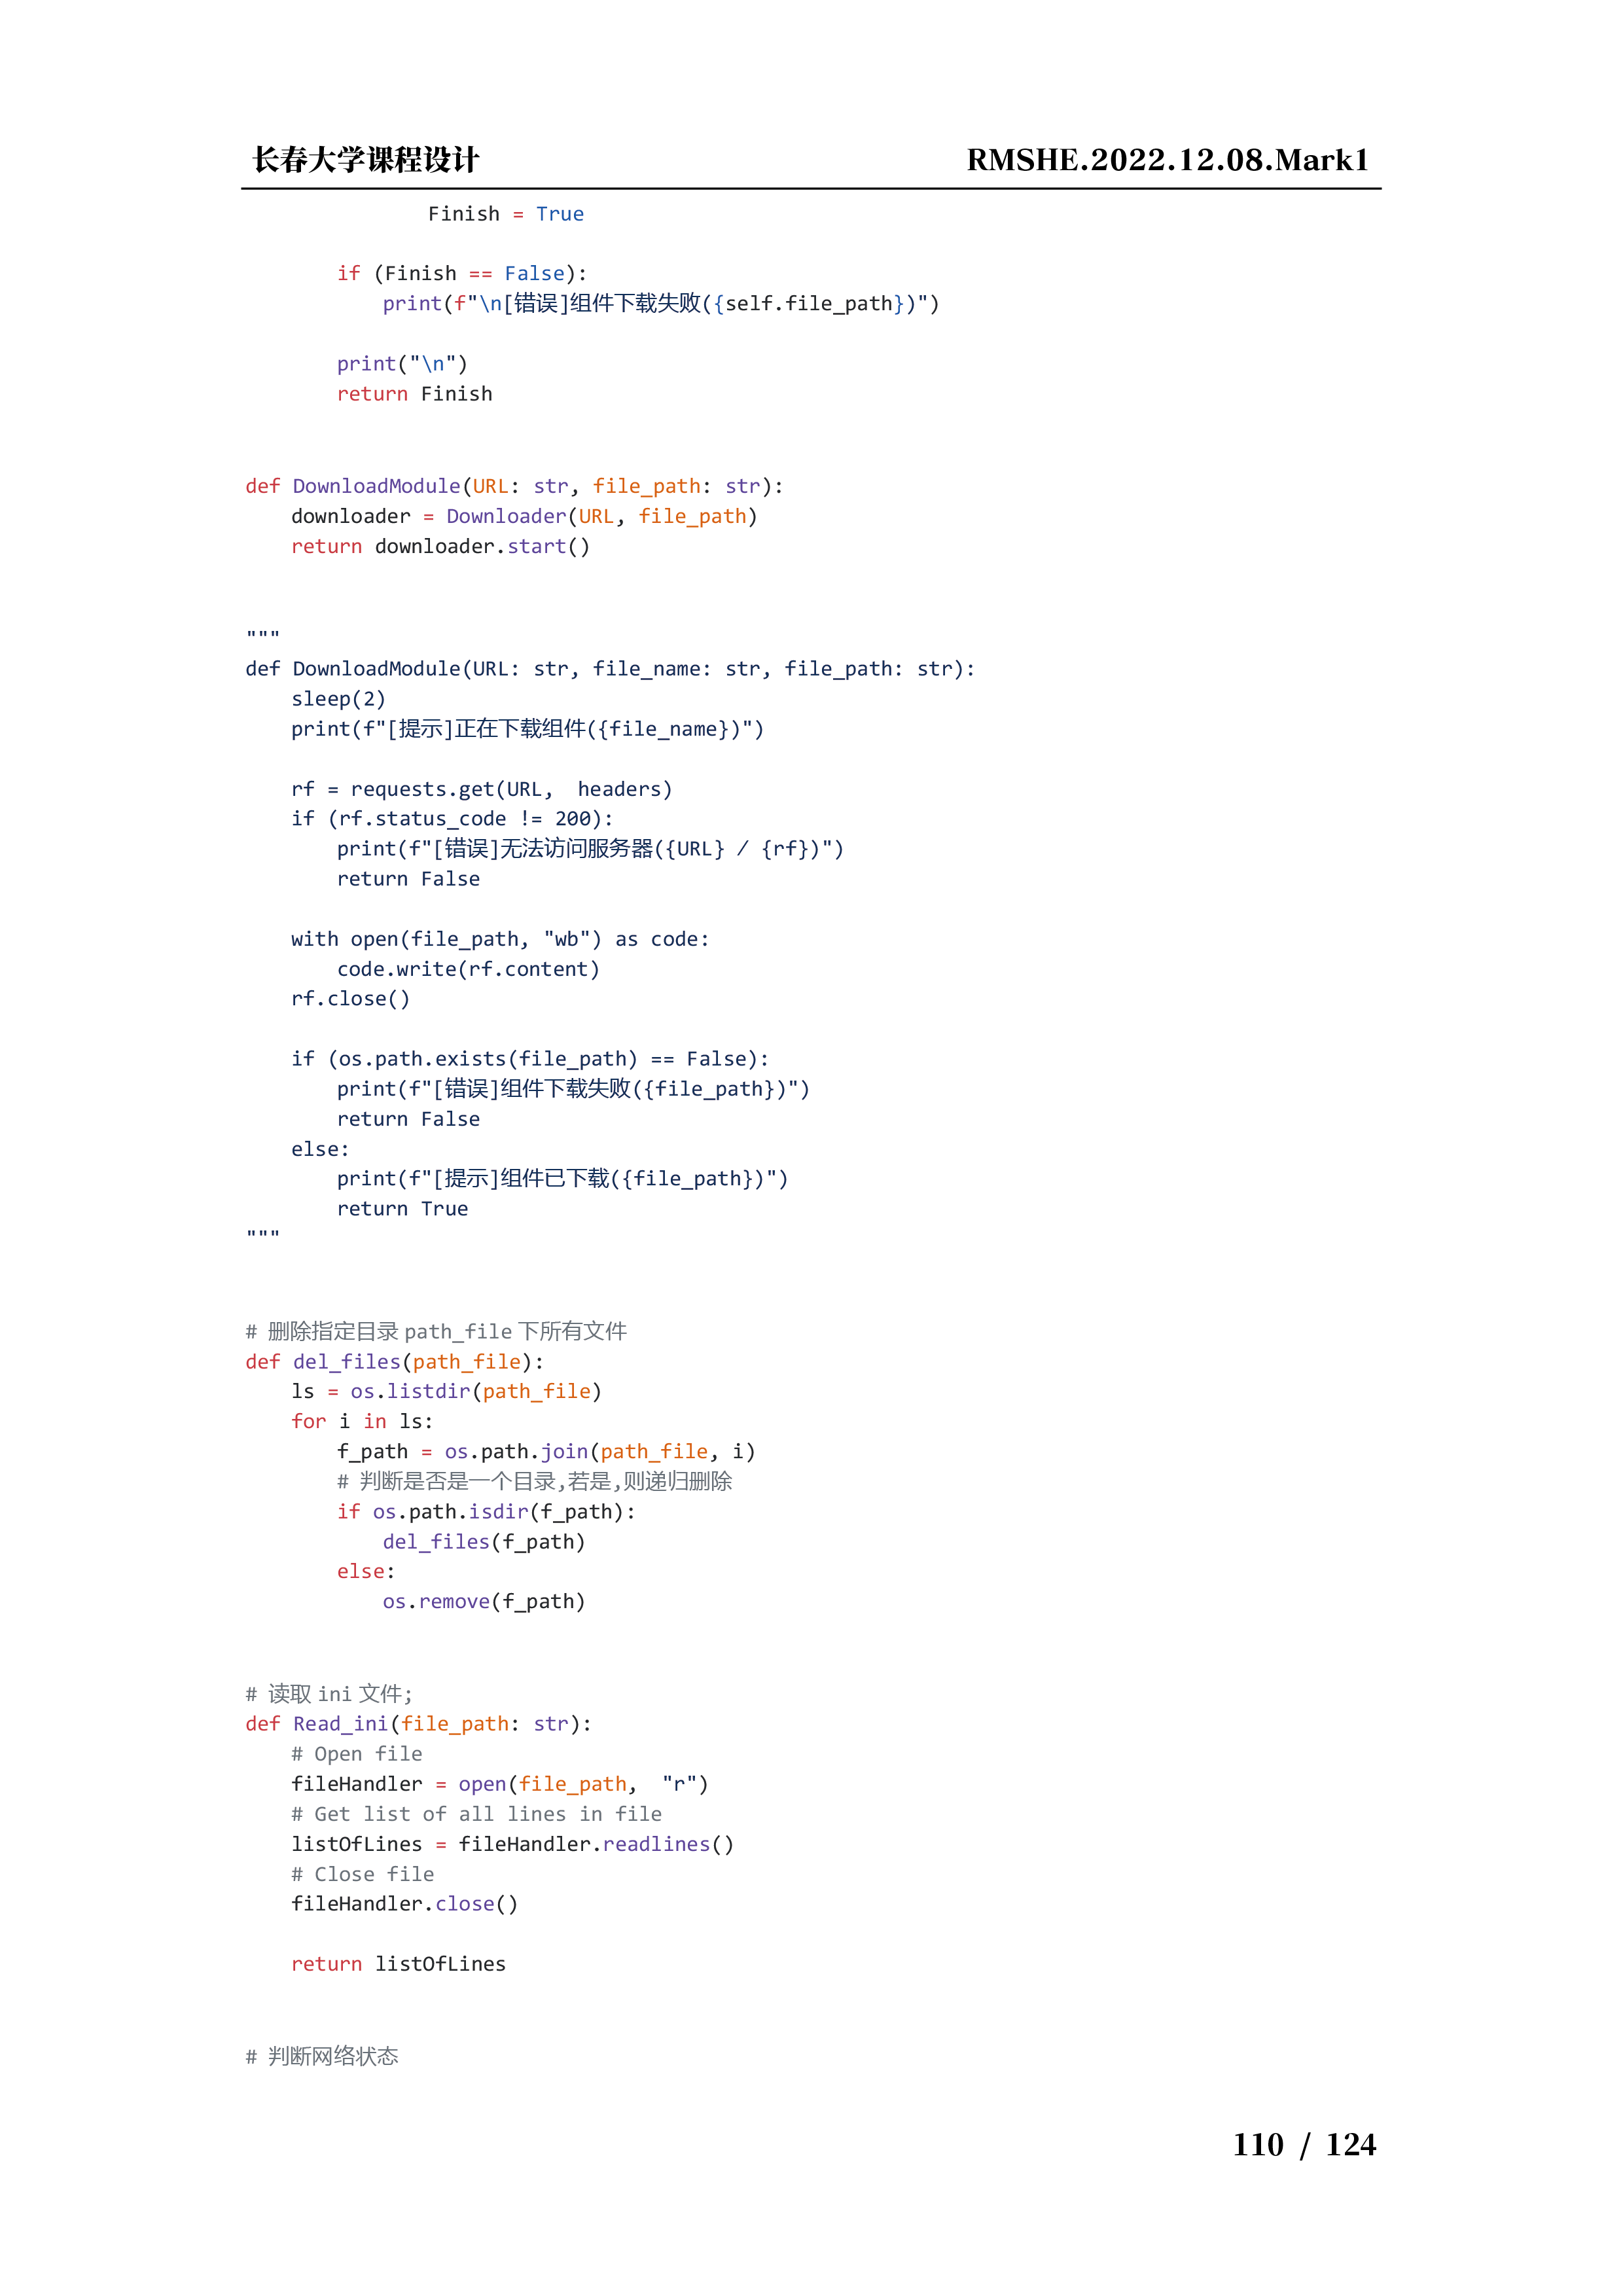 长春大学课程设计 RMSHE.2022.12.08.Mark1
                Finish = True

        if (Finish == False):
            print(f"\n[错误]组件下载失败({self.file_path})")

        print("\n")
        return Finish


def DownloadModule(URL: str, file_path: str):
    downloader = Downloader(URL, file_path)
    return downloader.start()


"""
def DownloadModule(URL: str, file_name: str, file_path: str):
    sleep(2)
    print(f"[提示]正在下载组件({file_name})")

    rf = requests.get(URL,  headers)
    if (rf.status_code != 200):
        print(f"[错误]无法访问服务器({URL} / {rf})")
        return False

    with open(file_path, "wb") as code:
        code.write(rf.content)
    rf.close()

    if (os.path.exists(file_path) == False):
        print(f"[错误]组件下载失败({file_path})")
        return False
    else:
        print(f"[提示]组件已下载({file_path})")
        return True
"""


# 删除指定目录 path_file 下所有文件
def del_files(path_file):
    ls = os.listdir(path_file)
    for i in ls:
        f_path = os.path.join(path_file, i)
        # 判断是否是一个目录,若是,则递归删除
        if os.path.isdir(f_path):
            del_files(f_path)
        else:
            os.remove(f_path)


# 读取 ini 文件;
def Read_ini(file_path: str):
    # Open file
    fileHandler = open(file_path,  "r")
    # Get list of all lines in file
    listOfLines = fileHandler.readlines()
    # Close file
    fileHandler.close()

    return listOfLines


# 判断网络状态
110 / 124